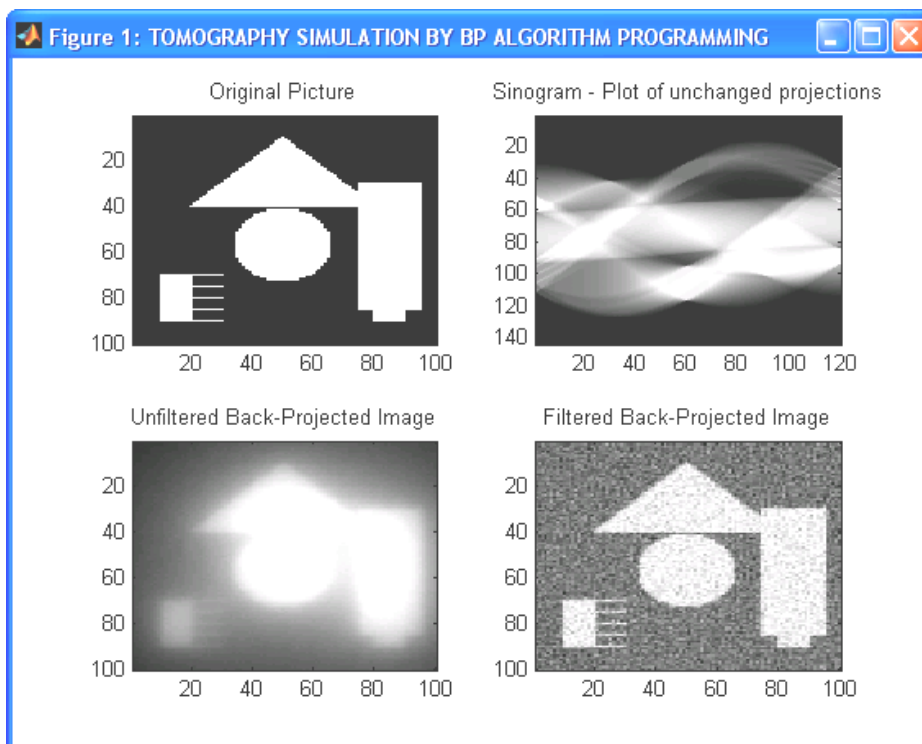 Figure 1: TOMOGRAPHY SIMULATION BY BP ALGORITHM PROGRAMMING
Original Picture
20
40
60
80
100
20 40 60 80 100
Sinogram - Plot of unchanged projections
20
40
60
80
100
120
140
20 40 60 80 100 120
Unfiltered Back-Projected Image
20
40
60
80
100
20 40 60 80 100
Filtered Back-Projected Image
20
40
60
80
100
20 40 60 80 100